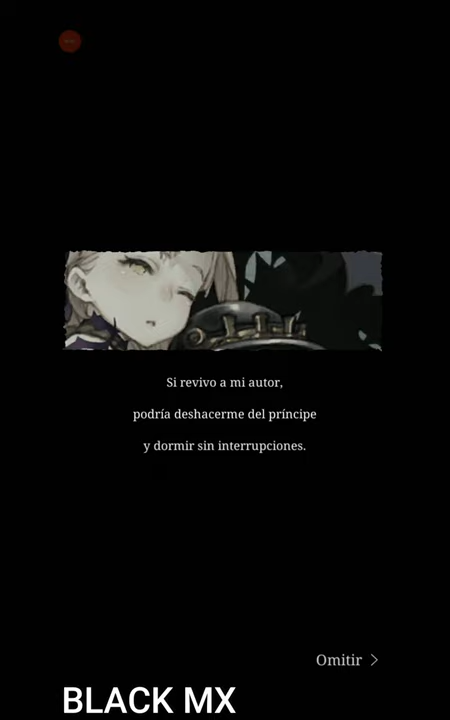 Si revivo a mi autor,
podría deshacerme del príncipe
y dormir sin interrupciones.
Omitir >
BLACK MX